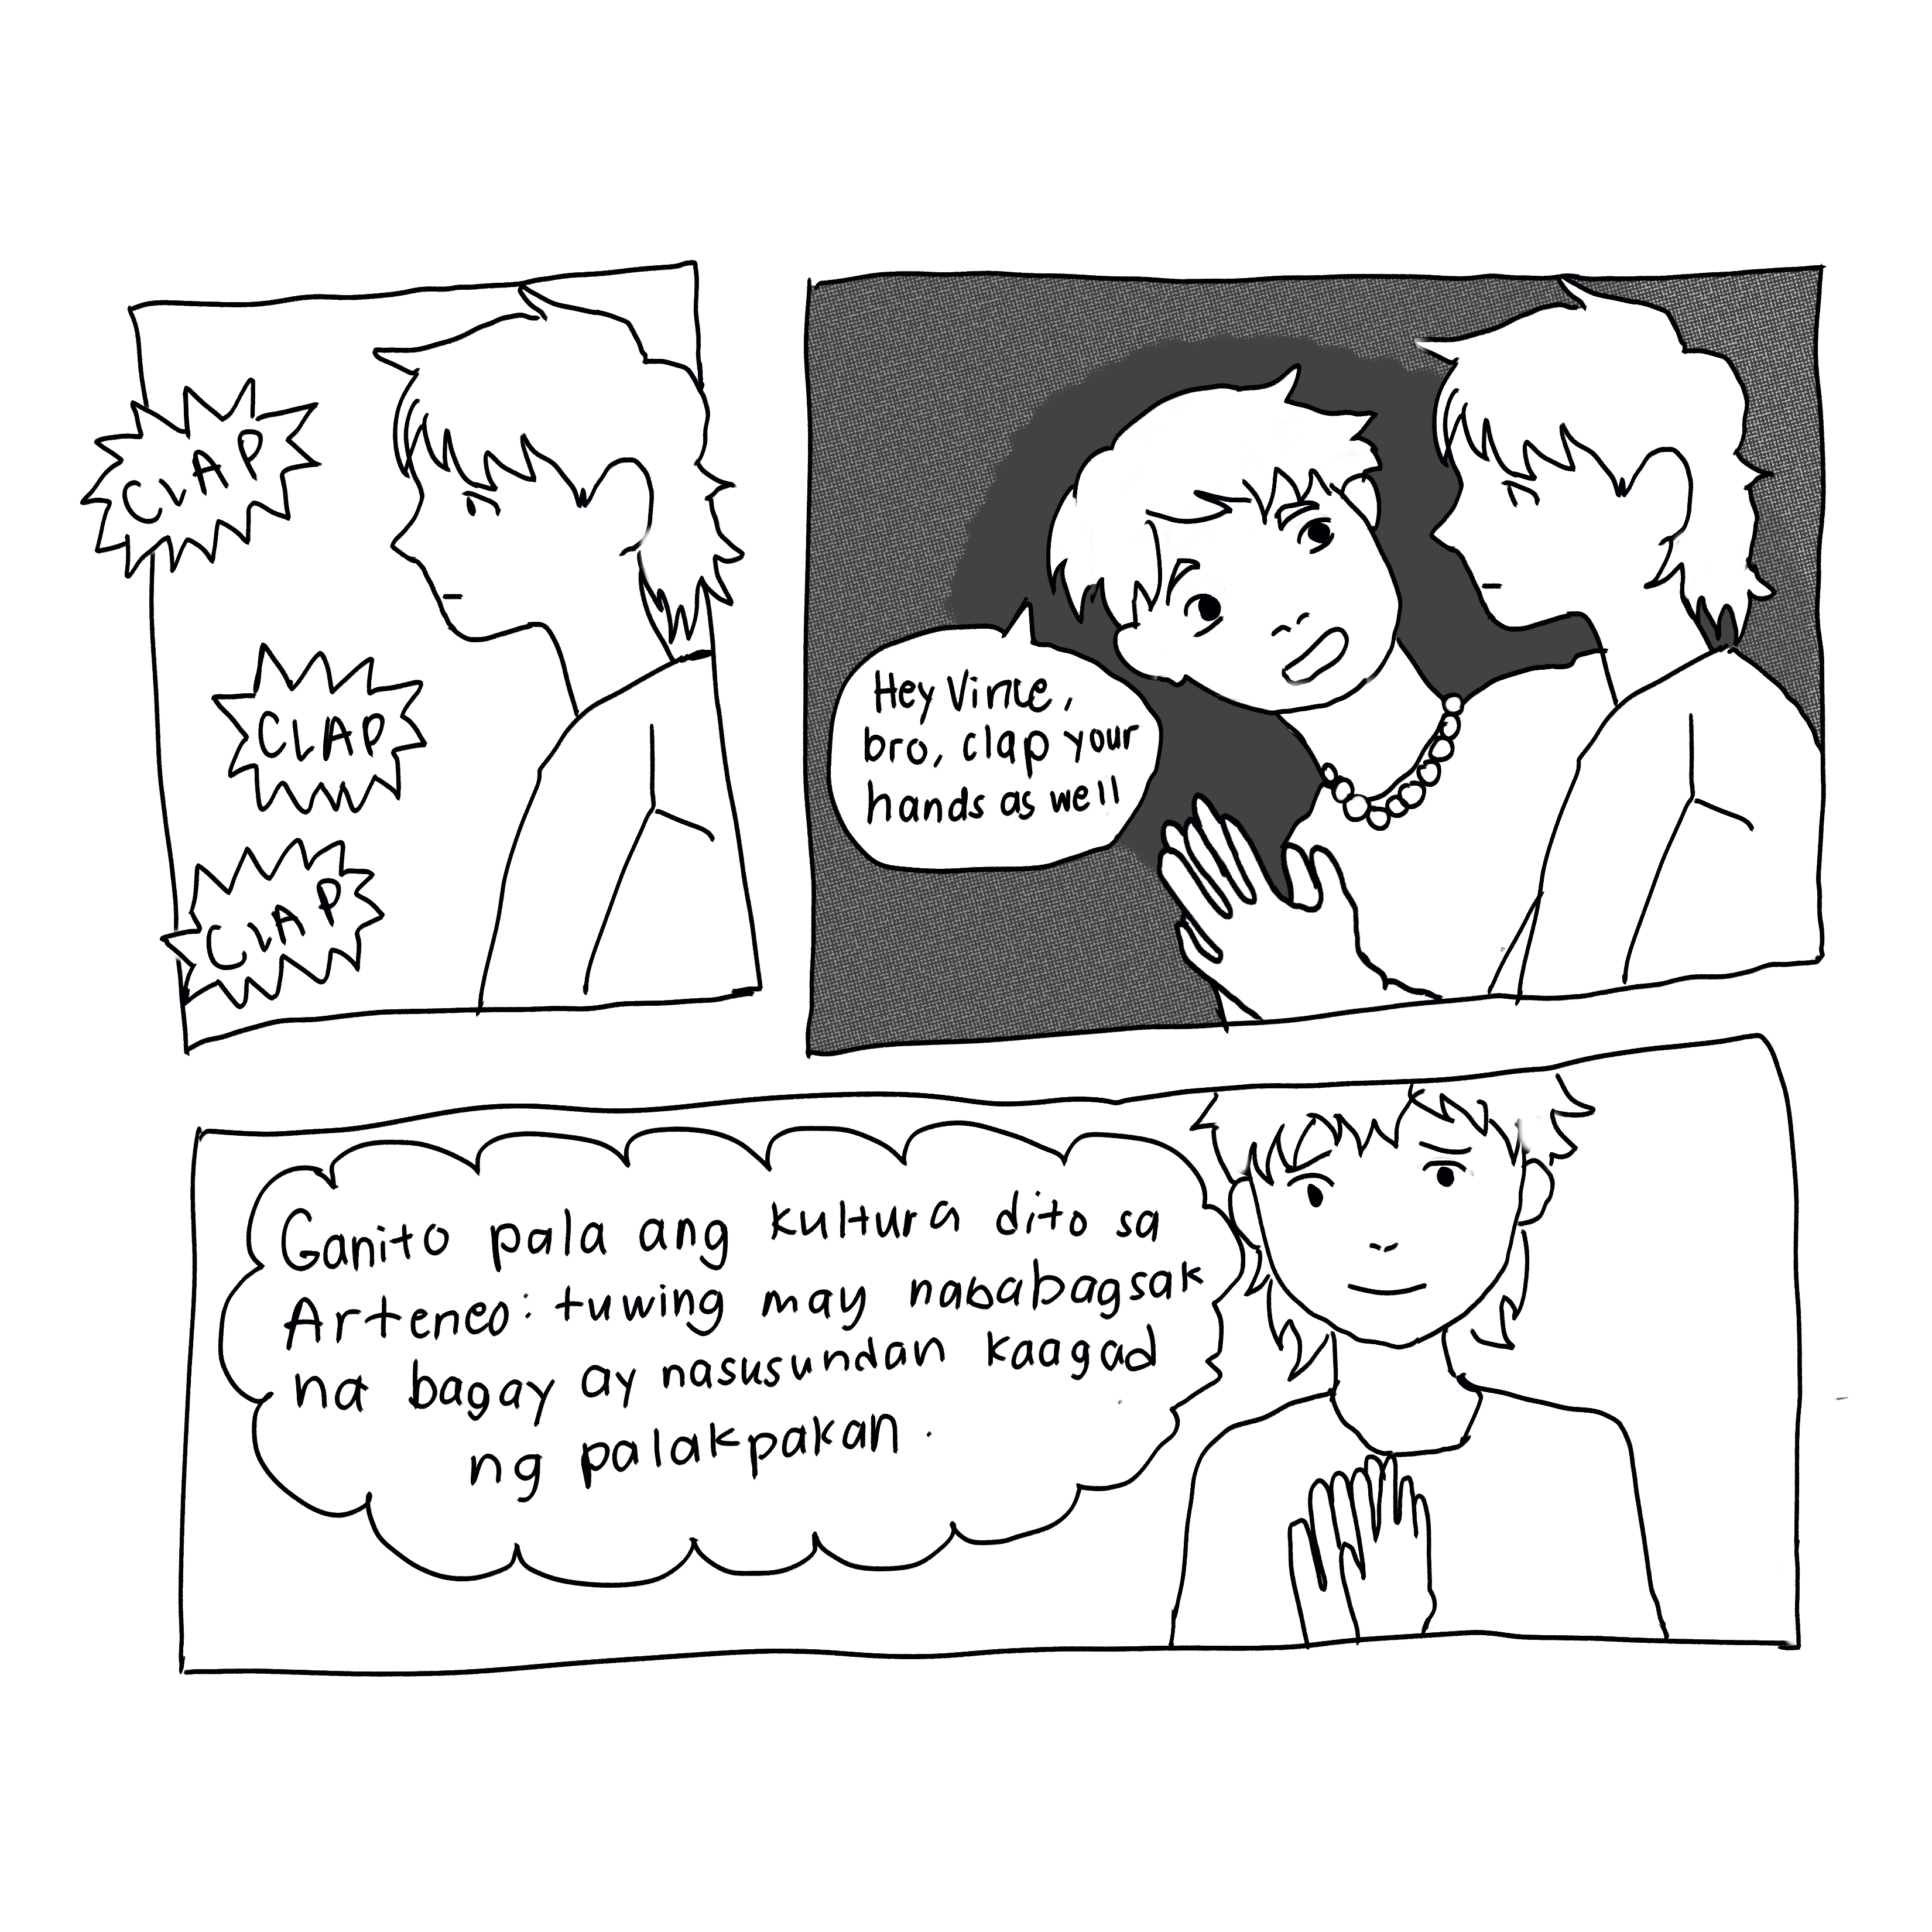 CLAP
CLAP
CLAP
Hey Vince,
bro, clap your
hands as well
Ganito pala ang kultura dito sa
Arteneo: tuwing may nababagsak
na bagay ay nasusundan kaagad
ng palakpakan.